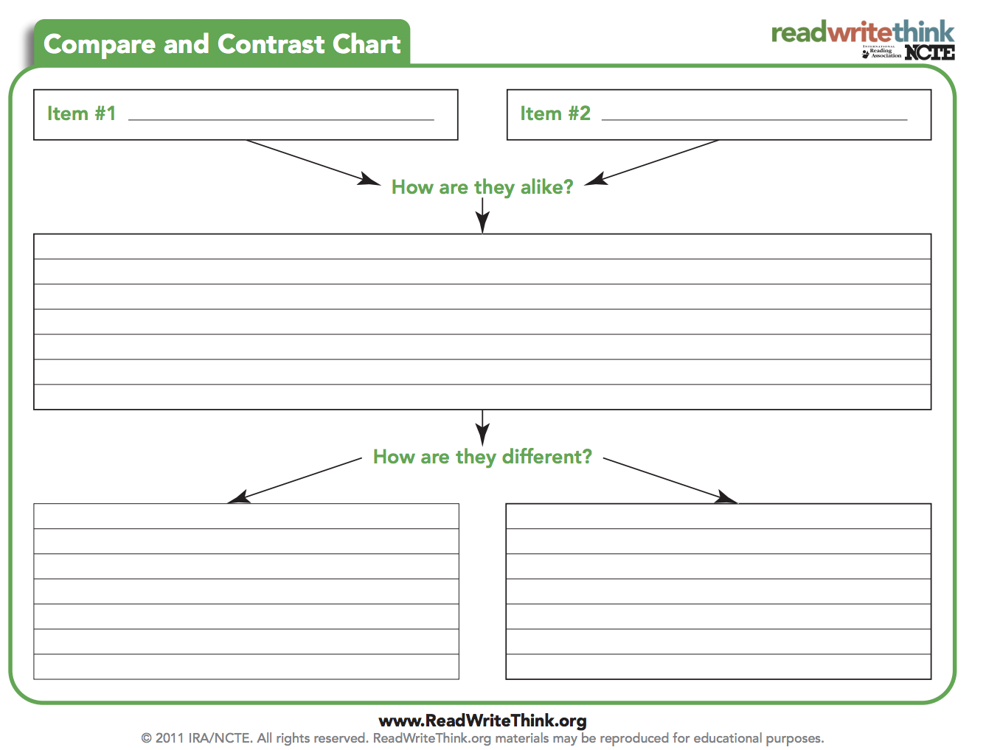 Compare and Contrast Chart
readwritethink
INTERNATIONAL
Reading
Association
NCTE
Item #1
Item #2
How are they alike?
How are they different?
www.ReadWriteThink.org
© 2011 IRA/NCTE. All rights reserved. ReadWriteThink.org materials may be reproduced for educational purposes.